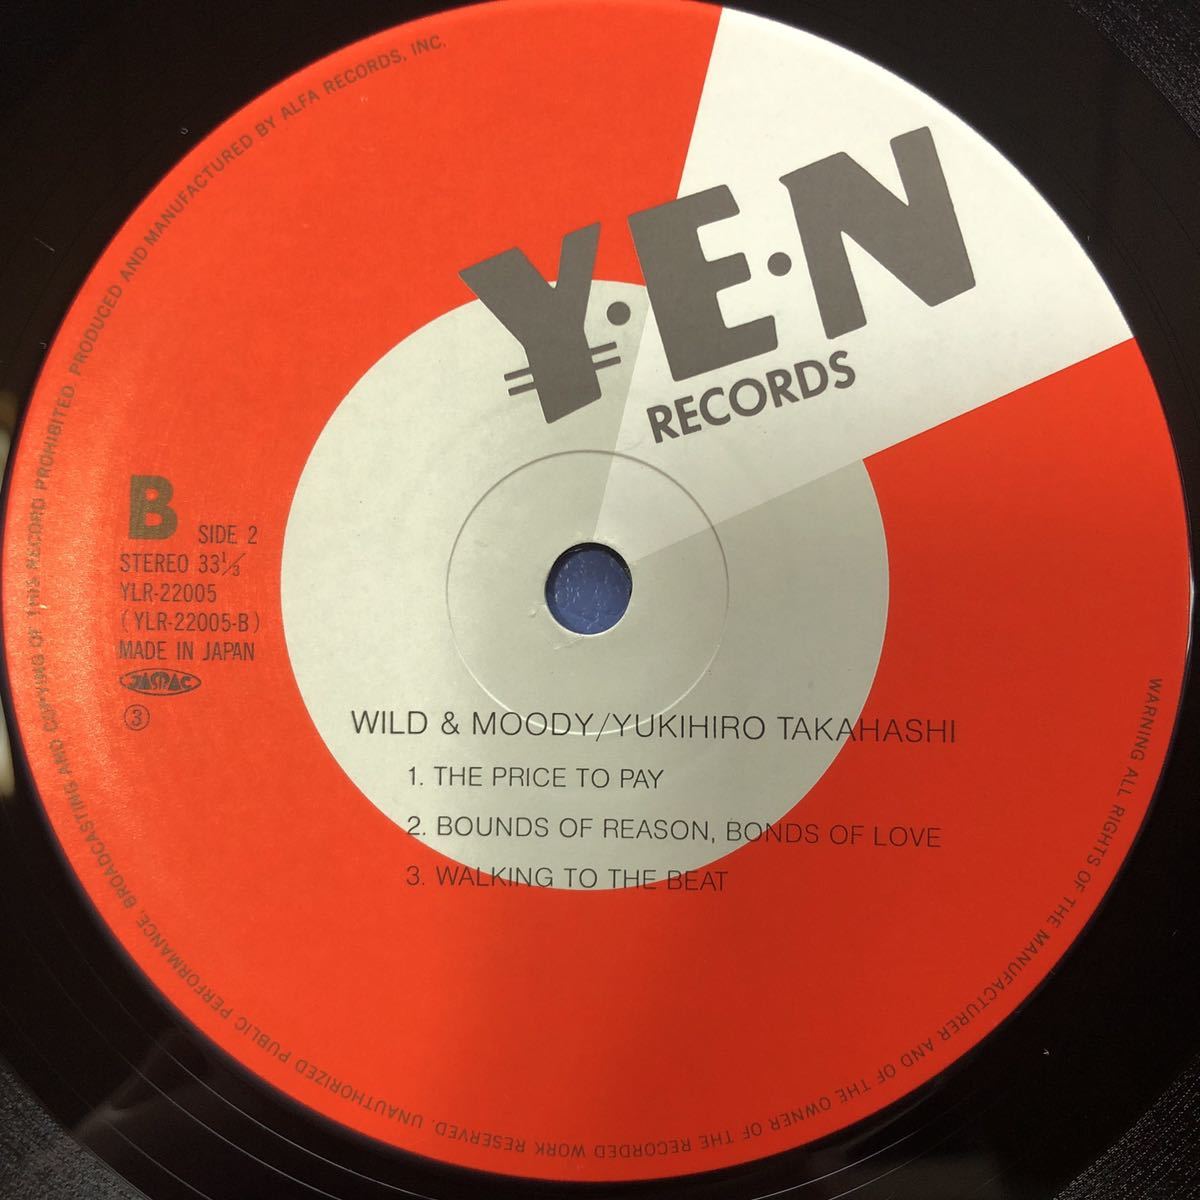 Y·E·N
RECORDS
B
SIDE 2
STEREO 33⅓
YLR-22005
(YLR-22005-B)
MADE IN JAPAN
JASRAC
③
WILD & MOODY/YUKIHIRO TAKAHASHI
1. THE PRICE TO PAY
2. BOUNDS OF REASON, BONDS OF LOVE
3. WALKING TO THE BEAT
WARNING ALL RIGHTS OF THE MANUFACTURER AND OF THE OWNER OF THE RECORDED WORK RESERVED. UNAUTHORIZED PUBLIC PERFORMANCE, BROADCASTING AND COPYING OF THIS RECORD PROHIBITED. PRODUCED AND MANUFACTURED BY ALFA RECORDS, INC.